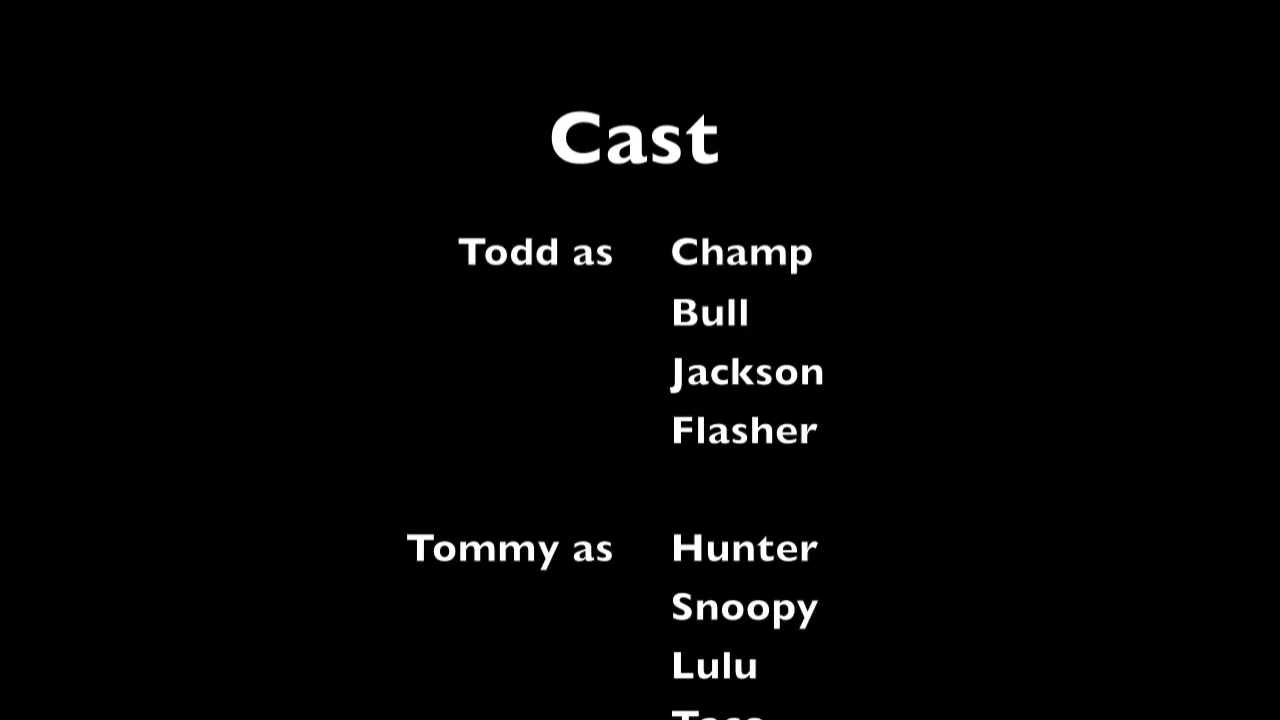 Cast
Todd as Champ
Bull
Jackson
Flasher
Tommy as Hunter
Snoopy
Lulu